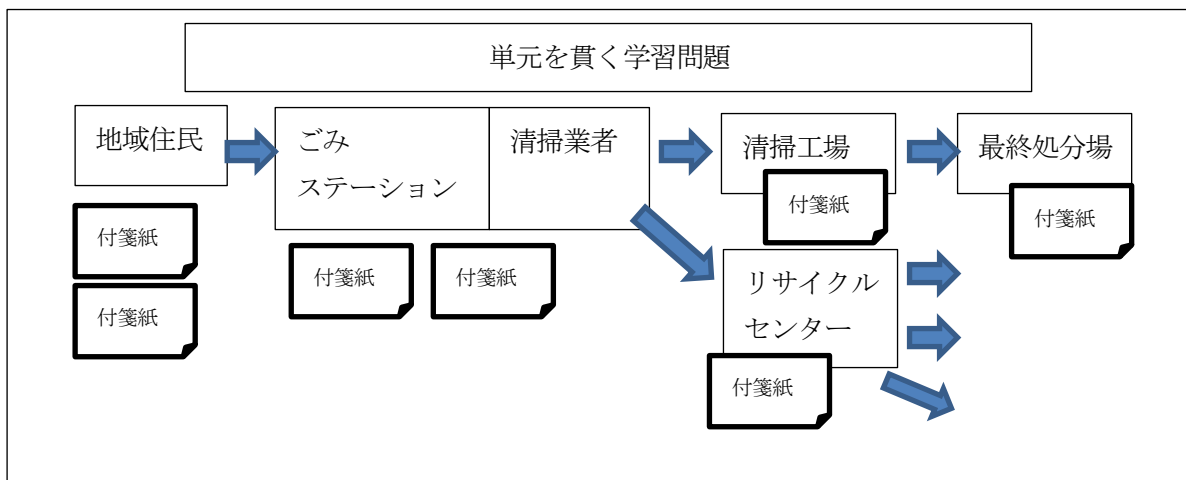 単元を貫く学習問題
地域住民
ごみ
ステーション
清掃業者
清掃工場
最終処分場
付箋紙
付箋紙
付箋紙
付箋紙
付箋紙
付箋紙
リサイクル
センター
付箋紙